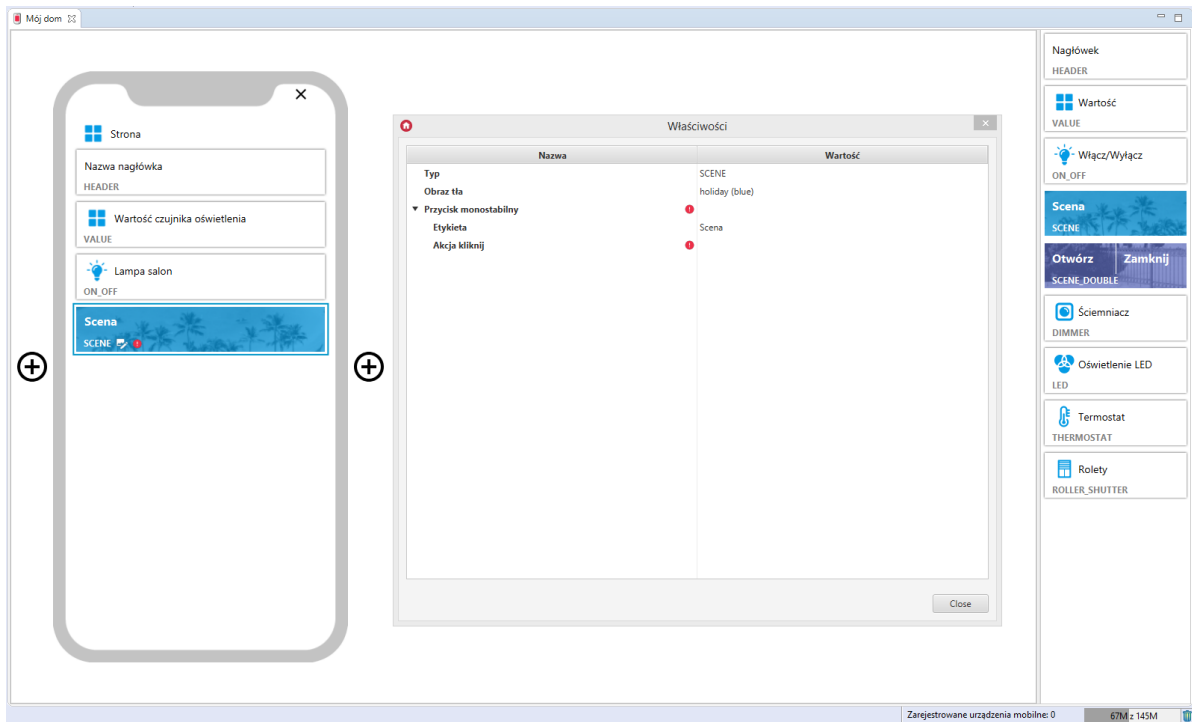 Mój dom
Strona
Nazwa nagłówka
HEADER
Wartość czujnika oświetlenia
VALUE
Lampa salon
ON_OFF
Scena
SCENE
Właściwości
Nazwa Wartość
Typ SCENE
Obraz tła holiday (blue)
Przycisk monostabilny
Etykieta Scena
Akcja kliknij
Close
Nagłówek
HEADER
Wartość
VALUE
Włącz/Wyłącz
ON_OFF
Scena
SCENE
Otwórz Zamknij
SCENE_DOUBLE
Ściemniacz
DIMMER
Oświetlenie LED
LED
Termostat
THERMOSTAT
Rolety
ROLLER_SHUTTER
Zarejestrowane urządzenia mobilne: 0 67M z 145M